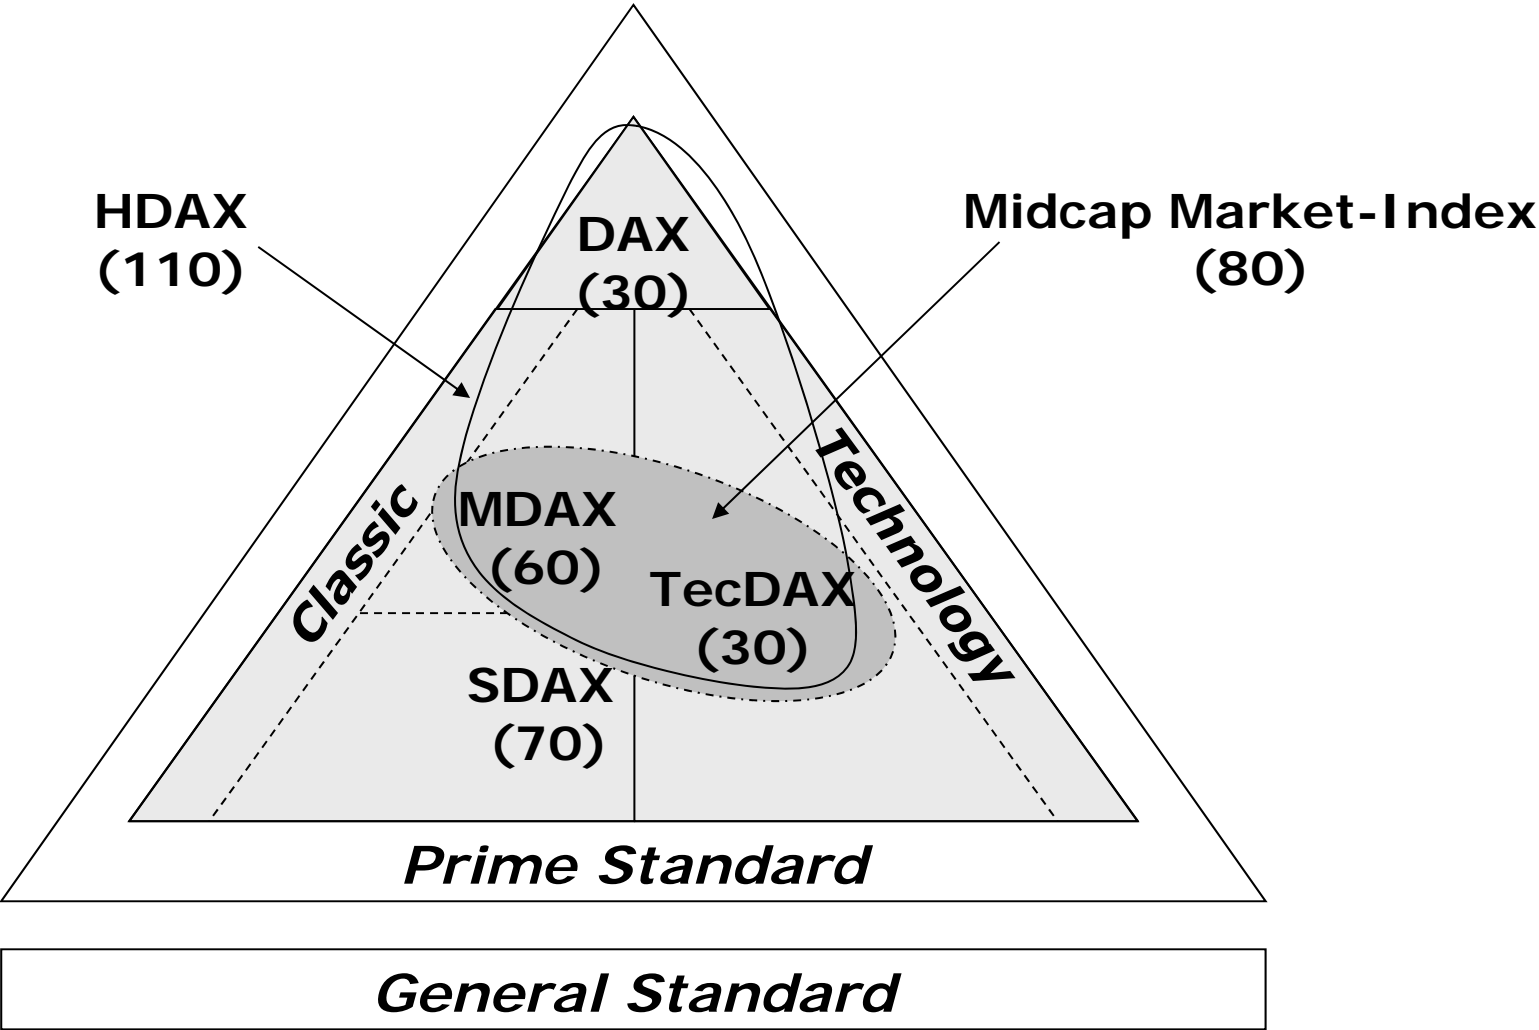 HDAX
(110)
Midcap Market-Index
(80)
DAX
(30)
Classic
Technology
MDAX
(60)
TecDAX
(30)
SDAX
(70)
Prime Standard
General Standard